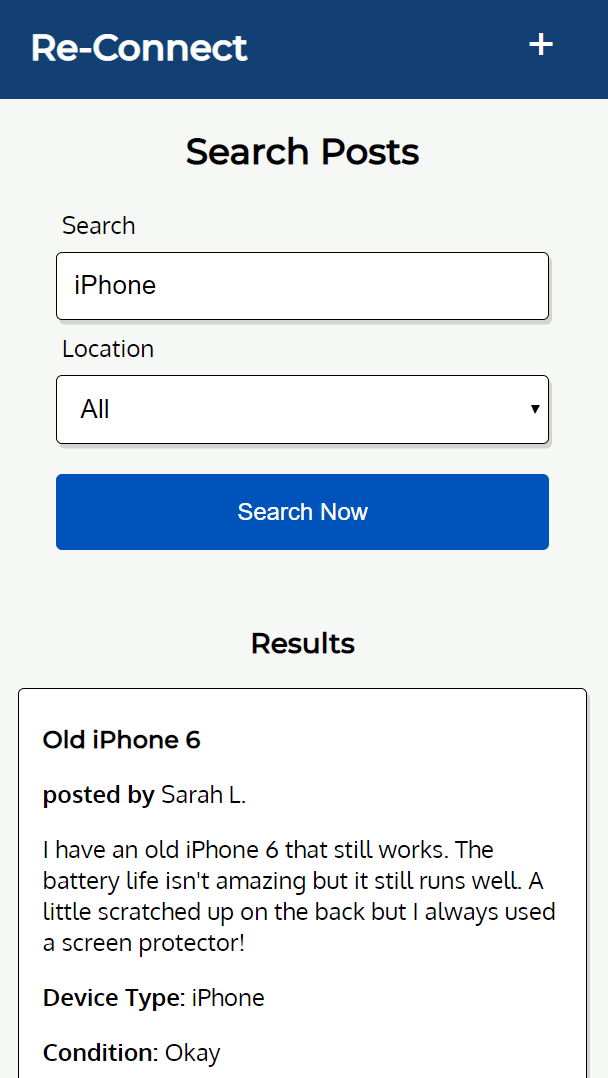 Re-Connect +
Search Posts
Search
iPhone
Location
All
Search Now
Results
Old iPhone 6
posted by Sarah L.
I have an old iPhone 6 that still works. The
battery life isn't amazing but it still runs well. A
little scratched up on the back but I always used
a screen protector!
Device Type: iPhone
Condition: Okay